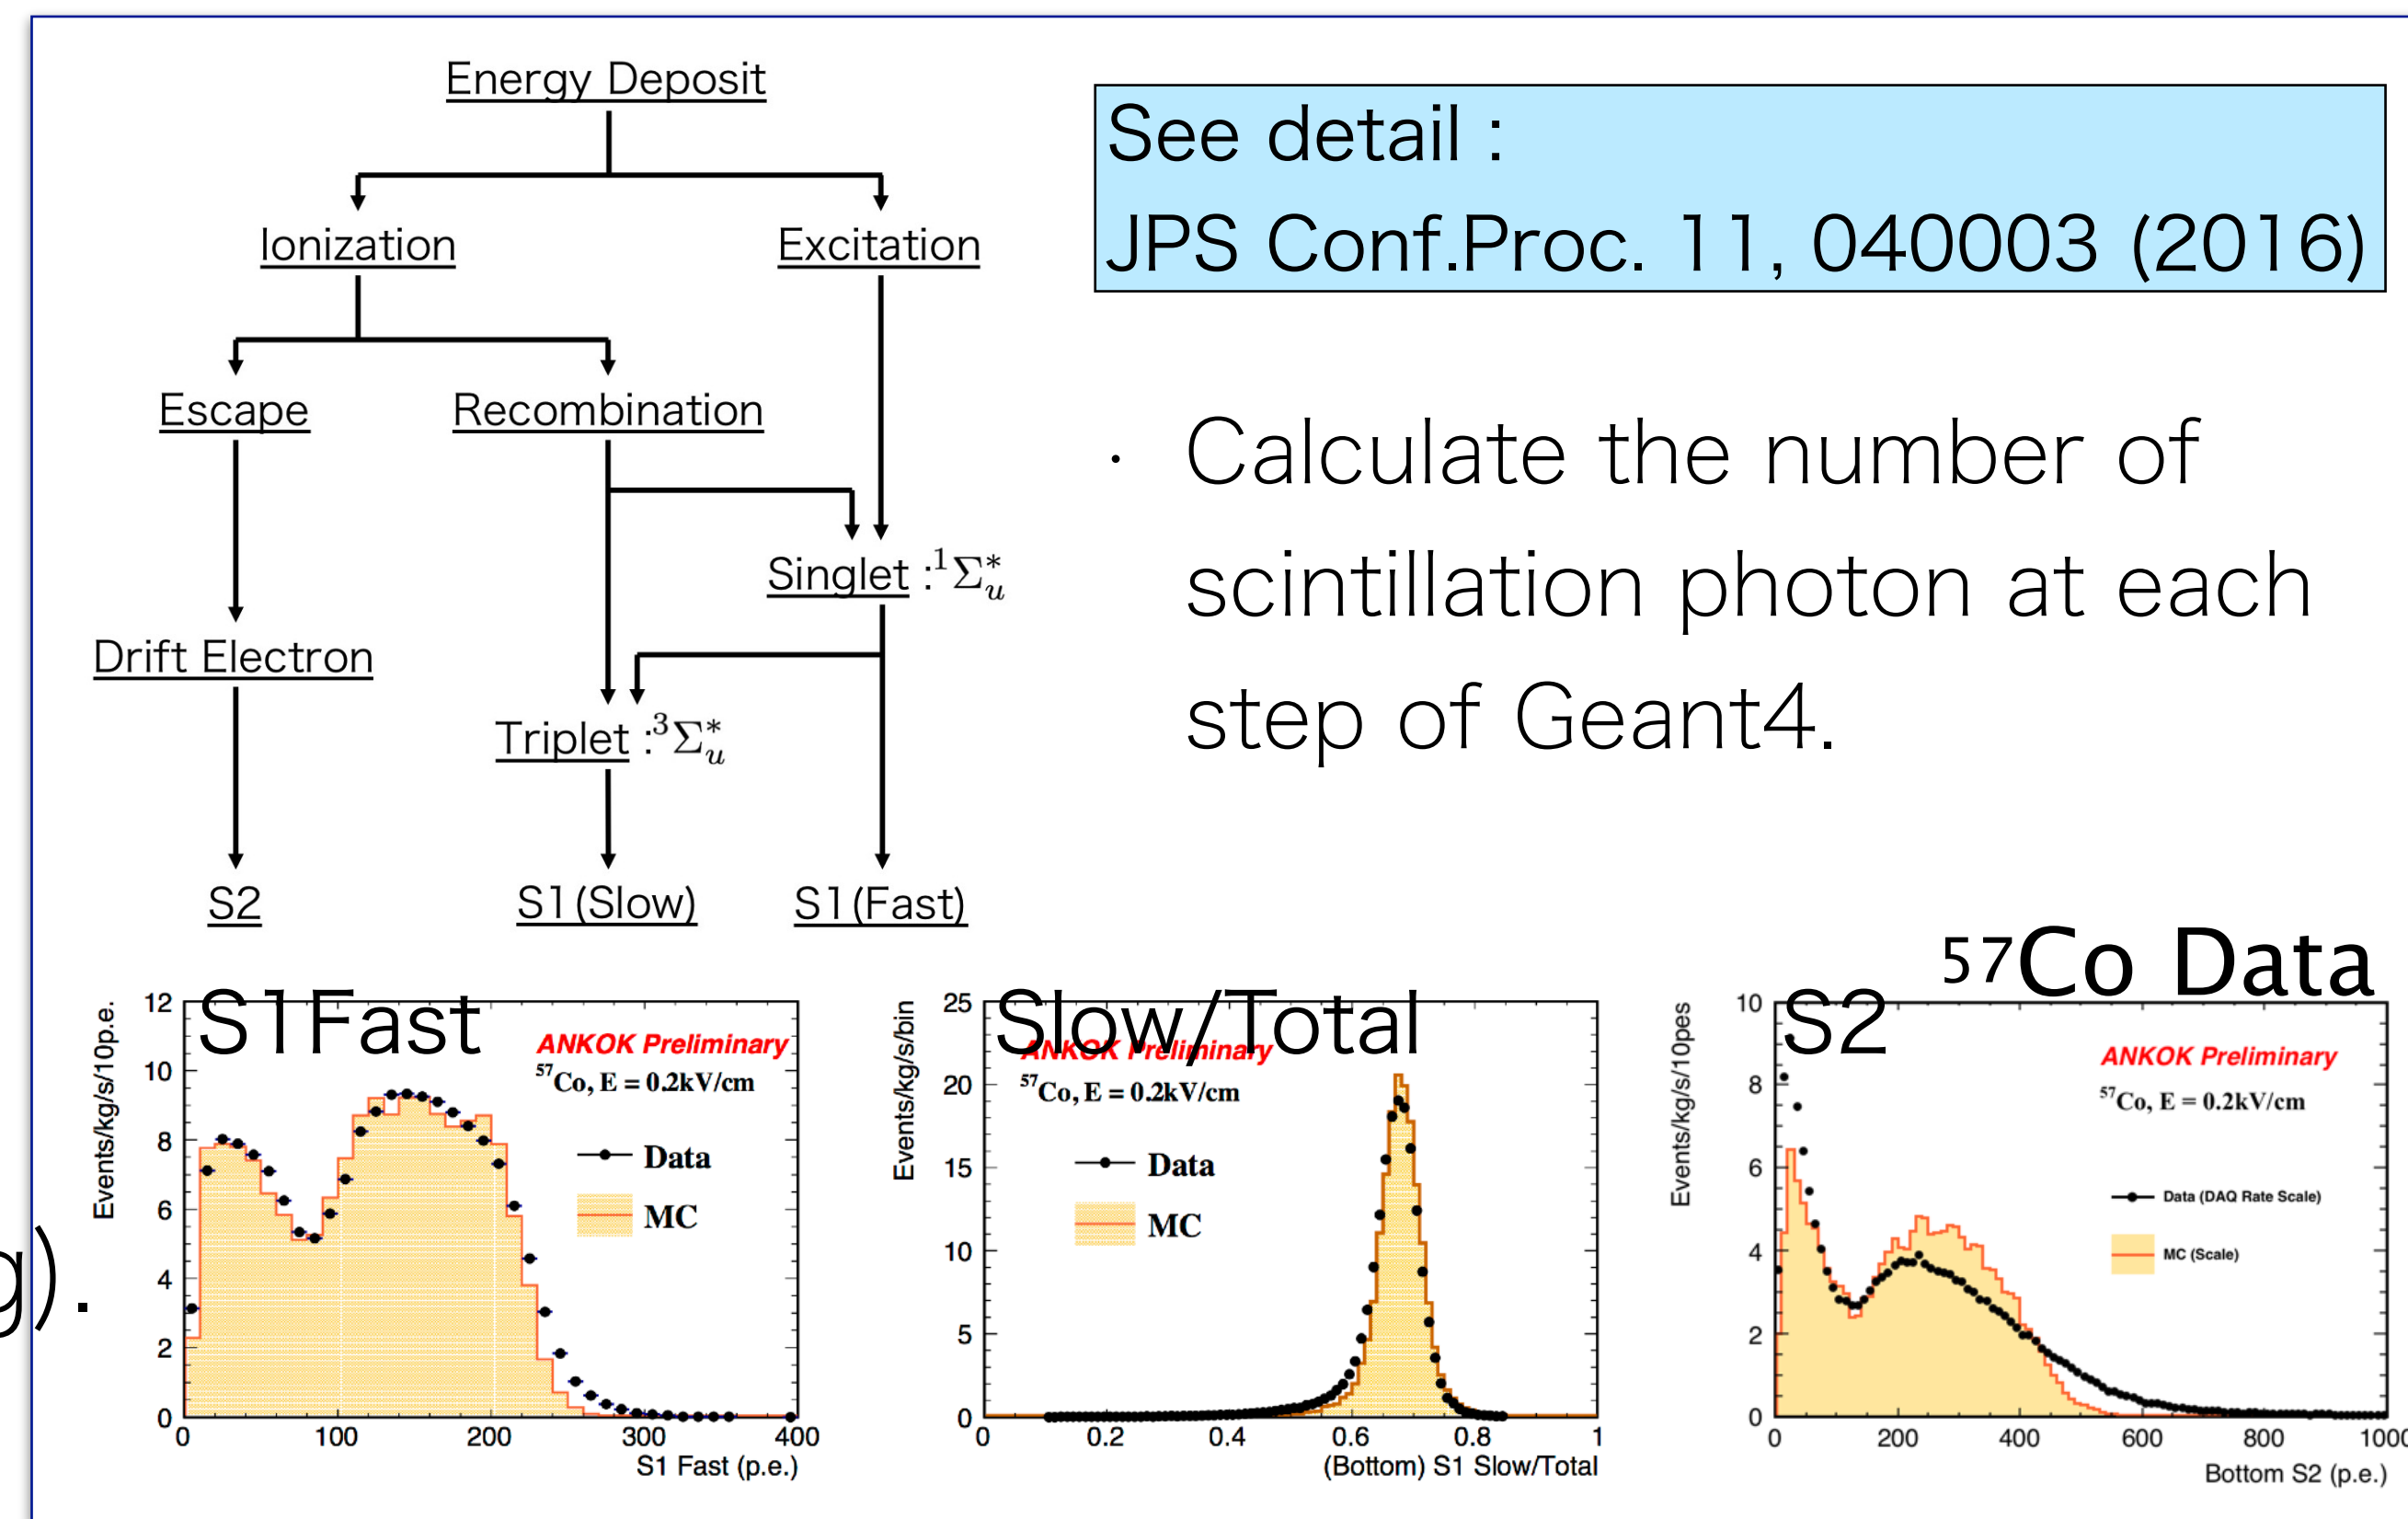 Energy Deposit
Ionization
Excitation
Escape
Recombination
Singlet :¹Σ*ᵤ
Drift Electron
Triplet :³Σ*ᵤ
S2
S1(Slow)
S1(Fast)
See detail :
JPS Conf.Proc. 11, 040003 (2016)
· Calculate the number of
scintillation photon at each
step of Geant4.
g).
⁵⁷Co Data
S1Fast
ANKOK Preliminary
⁵⁷Co, E = 0.2kV/cm
Data
MC
Events/kg/s/10p.e.
12
10
8
6
4
2
0
0 100 200 300 400
S1 Fast (p.e.)
Slow/Total
ANKOK Preliminary
⁵⁷Co, E = 0.2kV/cm
Data
MC
Events/kg/s/bin
25
20
15
10
5
0
0 0.2 0.4 0.6 0.8 1
(Bottom) S1 Slow/Total
S2
ANKOK Preliminary
⁵⁷Co, E = 0.2kV/cm
Data (DAQ Rate Scale)
MC (Scale)
Events/kg/s/10pes
10
8
6
4
2
0
0 200 400 600 800 1000
Bottom S2 (p.e.)